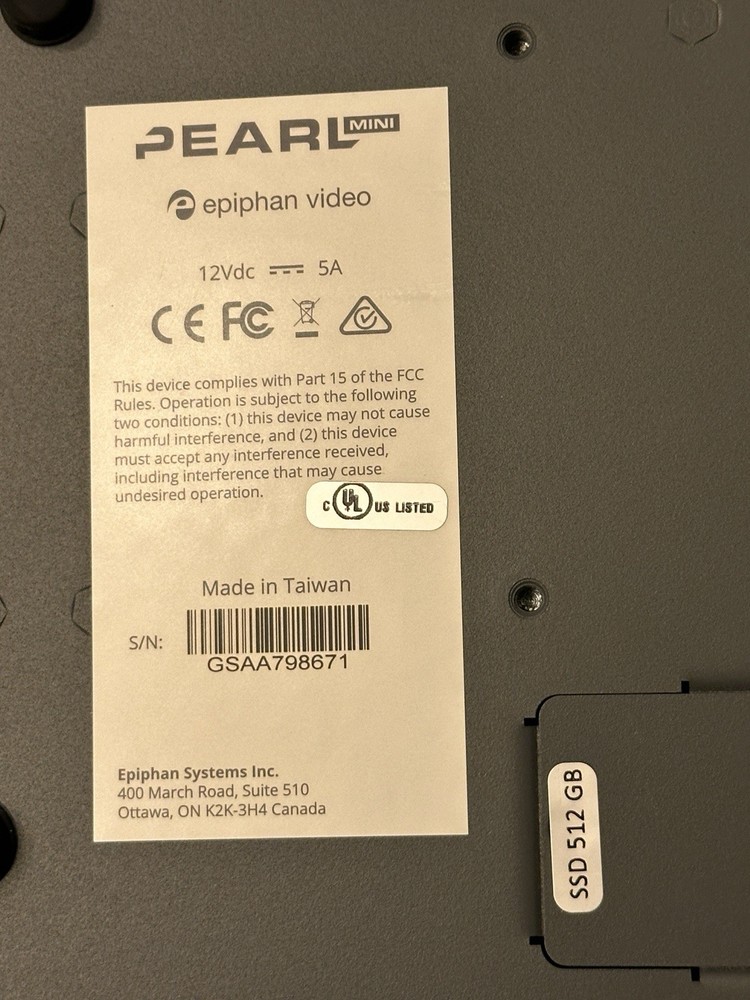 PEARL MINI
epiphan video
12Vdc 5A
CE FC
This device complies with Part 15 of the FCC
Rules. Operation is subject to the following
two conditions: (1) this device may not cause
harmful interference, and (2) this device
must accept any interference received,
including interference that may cause
undesired operation.
C UL US LISTED
Made in Taiwan
S/N:
GSAA798671
Epiphan Systems Inc.
400 March Road, Suite 510
Ottawa, ON K2K-3H4 Canada
SSD 512 GB